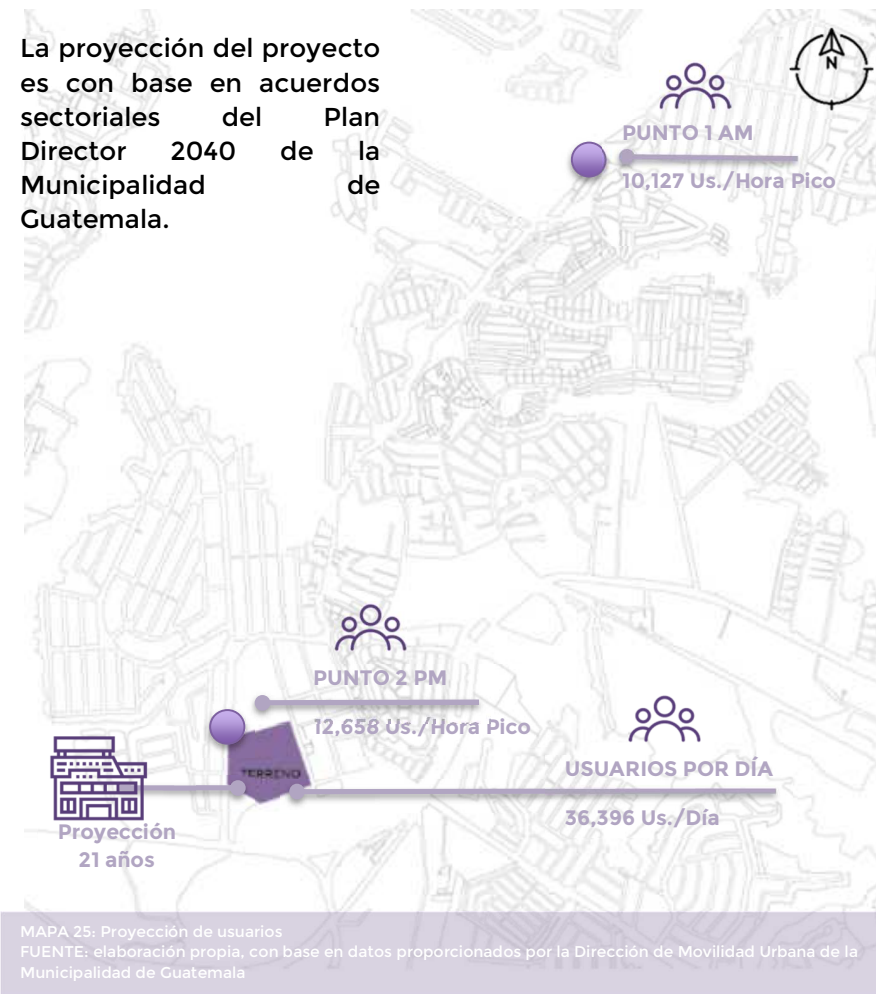 La proyección del proyecto
es con base en acuerdos
sectoriales del Plan
Director 2040 de la
Municipalidad de
Guatemala.
N
PUNTO 1 AM
10,127 Us./Hora Pico
PUNTO 2 PM
12,658 Us./Hora Pico
TERRENO
USUARIOS POR DÍA
36,396 Us./Día
Proyección
21 años
MAPA 25: Proyección de usuarios
FUENTE: elaboración propia, con base en datos proporcionados por la Dirección de Movilidad Urbana de la
Municipalidad de Guatemala